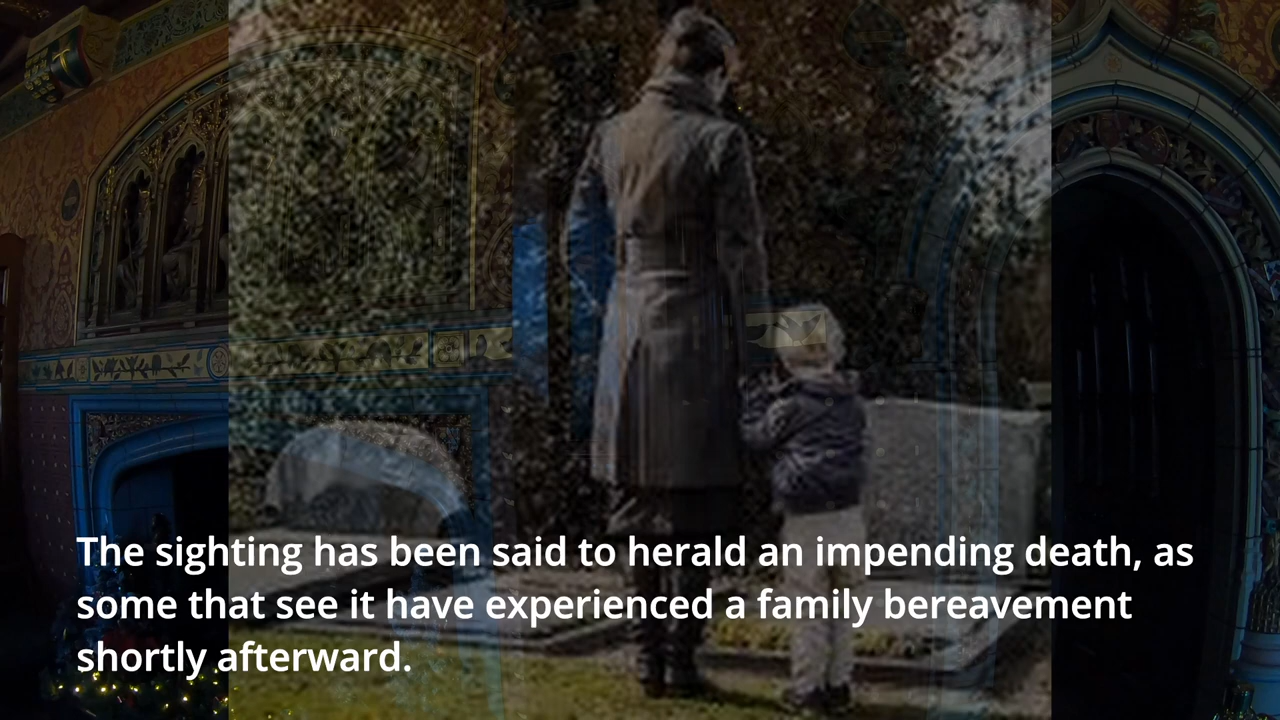 The sighting has been said to herald an impending death, as
some that see it have experienced a family bereavement
shortly afterward.